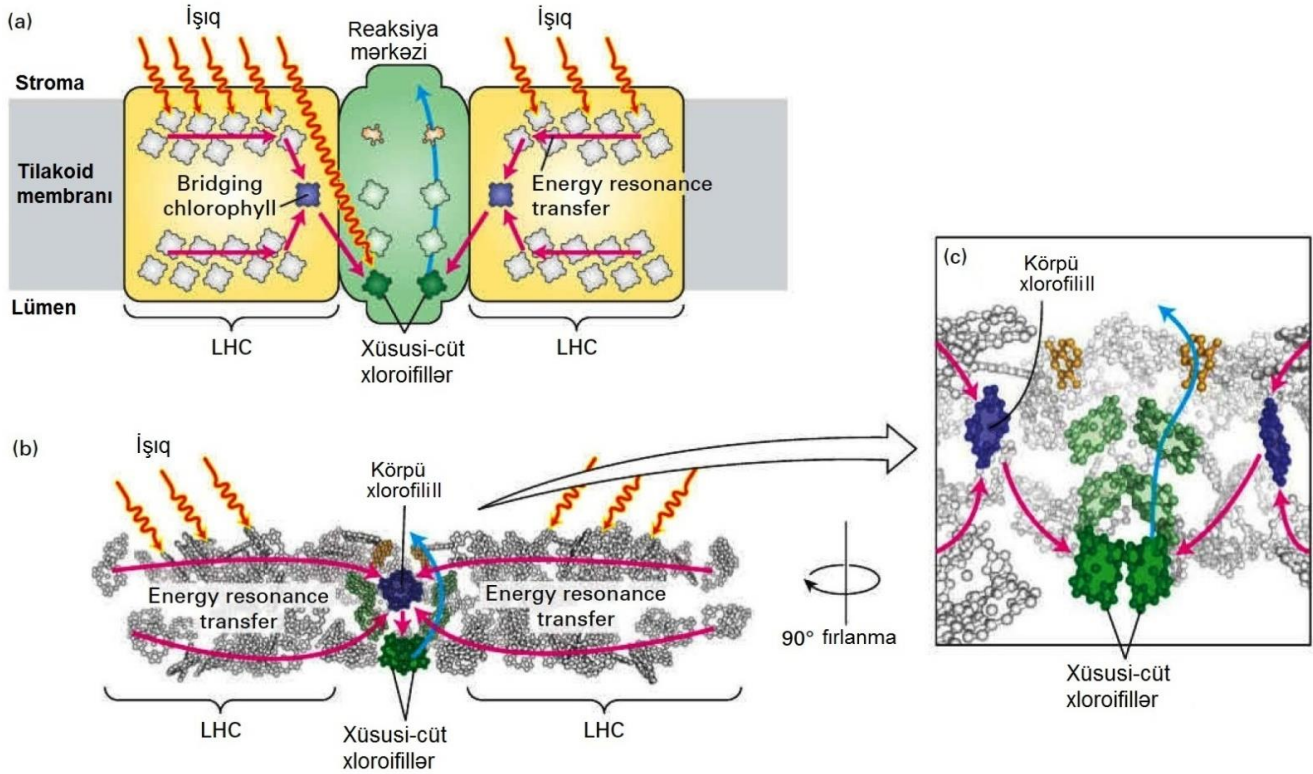 (a)
İşıq
Reaksiya
mərkəzi
İşıq
Stroma
Tilakoid
membranı
Bridging
chlorophyll
Energy resonance
transfer
Lümen
LHC
Xüsusi-cüt
xloroifillər
LHC
(b)
İşıq
Körpü
xlorofilill
Energy resonance
transfer
Energy resonance
transfer
LHC
Xüsusi-cüt
xloroifillər
LHC
90° fırlanma
(c)
Körpü
xlorofilill
Xüsusi-cüt
xloroifillər